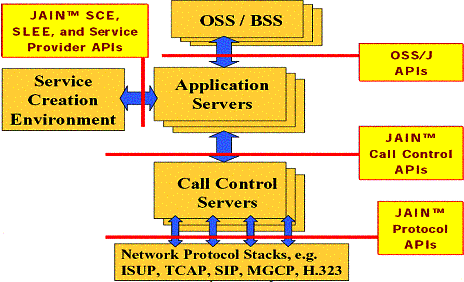 JAIN™ SCE,
SLEE, and Service
Provider APIs
OSS / BSS
OSS/J
APIs
Service
Creation
Environment
Application
Servers
JAIN™
Call Control
APIs
Call Control
Servers
JAIN™
Protocol
APIs
Network Protocol Stacks, e.g.
ISUP, TCAP, SIP, MGCP, H.323